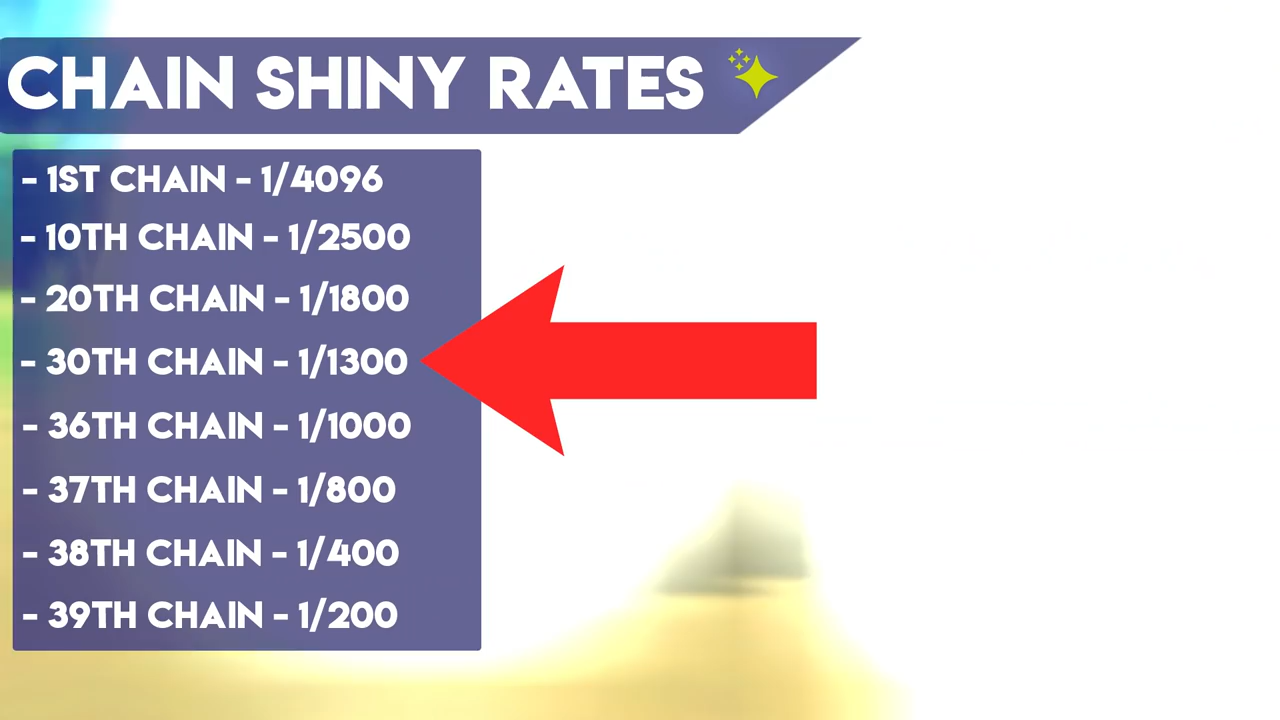 CHAIN SHINY RATES
- 1ST CHAIN - 1/4096
- 10TH CHAIN - 1/2500
- 20TH CHAIN - 1/1800
- 30TH CHAIN - 1/1300
- 36TH CHAIN - 1/1000
- 37TH CHAIN - 1/800
- 38TH CHAIN - 1/400
- 39TH CHAIN - 1/200